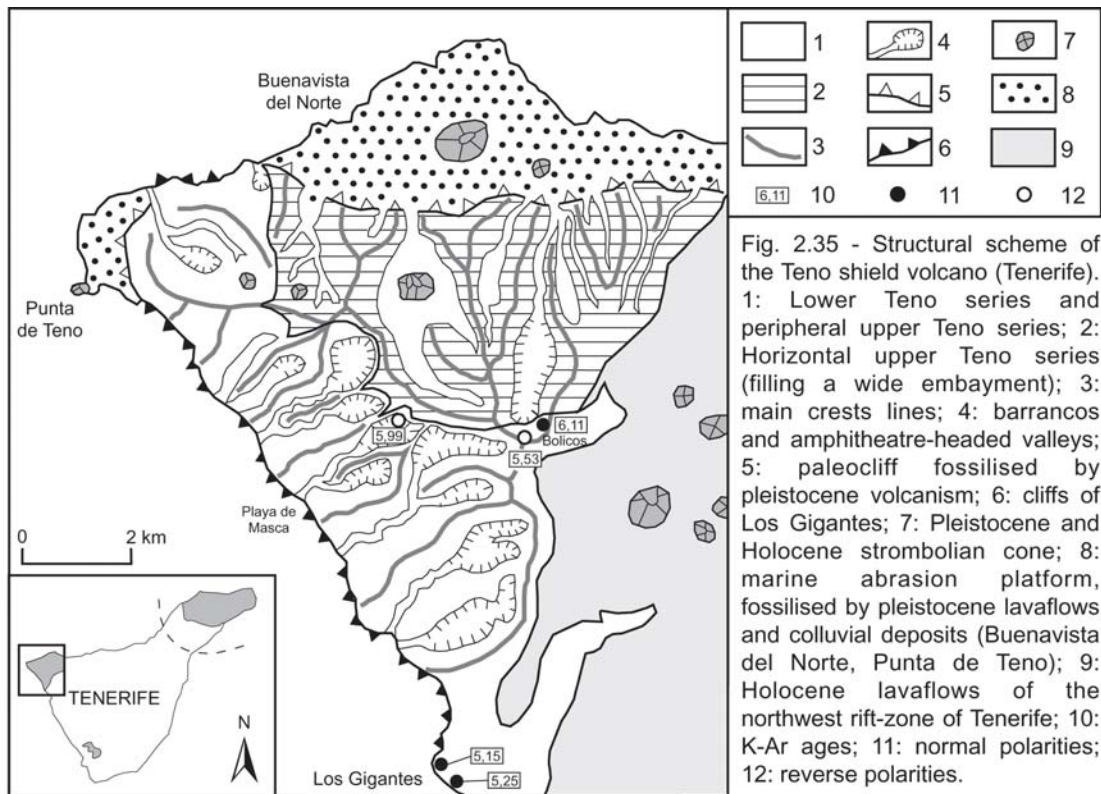 Buenavista
del Norte
Punta
de Teno
5,99
6,11
Bolicos
5,53
Playa de
Masca
0 2 km
TENERIFE
N
5,15
Los Gigantes
5,25
1 4 7
2 5 8
3 6 9
6,11 10 11 12
Fig. 2.35 - Structural scheme of
the Teno shield volcano (Tenerife).
1: Lower Teno series and
peripheral upper Teno series; 2:
Horizontal upper Teno series
(filling a wide embayment); 3:
main crests lines; 4: barrancos
and amphitheatre-headed valleys;
5: paleocliff fossilised by
pleistocene volcanism; 6: cliffs of
Los Gigantes; 7: Pleistocene and
Holocene strombolian cone; 8:
marine abrasion platform,
fossilised by pleistocene lavaflows
and colluvial deposits (Buenavista
del Norte, Punta de Teno); 9:
Holocene lavaflows of the
northwest rift-zone of Tenerife; 10:
K-Ar ages; 11: normal polarities;
12: reverse polarities.